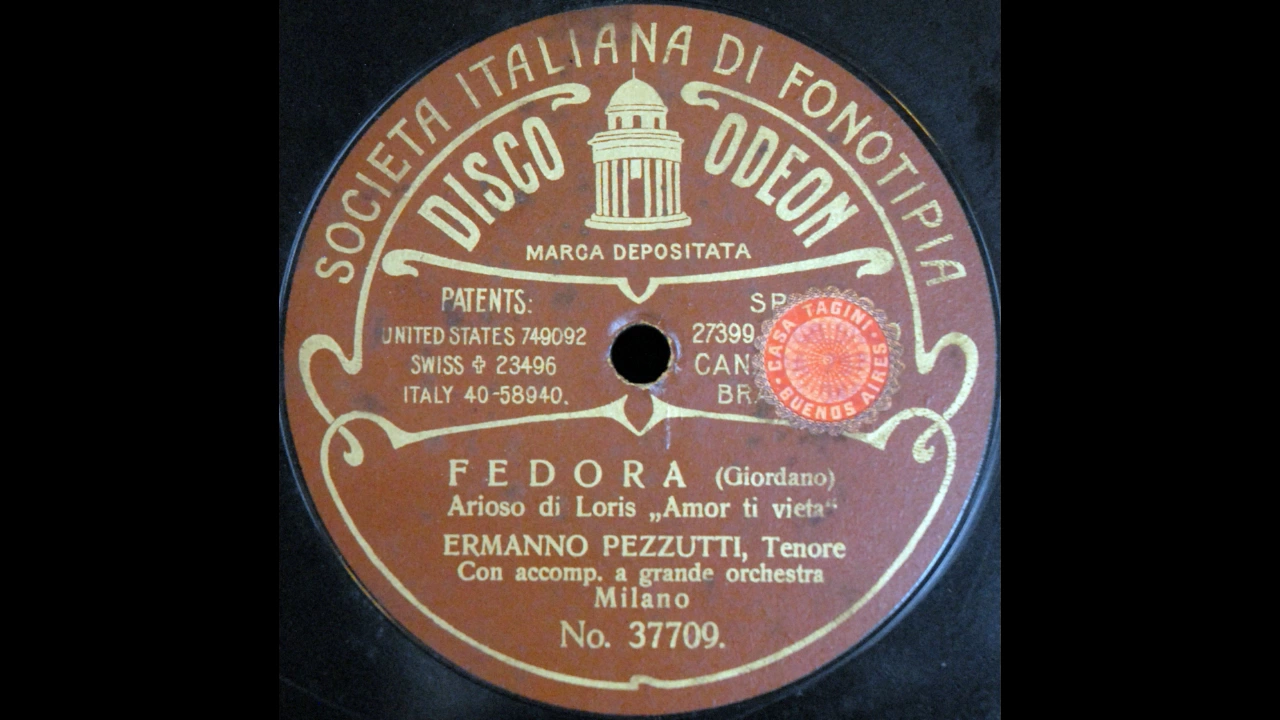 SOCIETA ITALIANA DI FONOTIPIA
DISCO ODEON
MARCA DEPOSITATA
PATENTS:
UNITED STATES 749092
SWISS ✚ 23496
ITALY 40-58940.
27399
CASA TAGINI
BUENOS AIRES
FEDORA (Giordano)
Arioso di Loris „Amor ti vieta“
ERMANNO PEZZUTTI, Tenore
Con accomp. a grande orchestra
Milano
No. 37709.